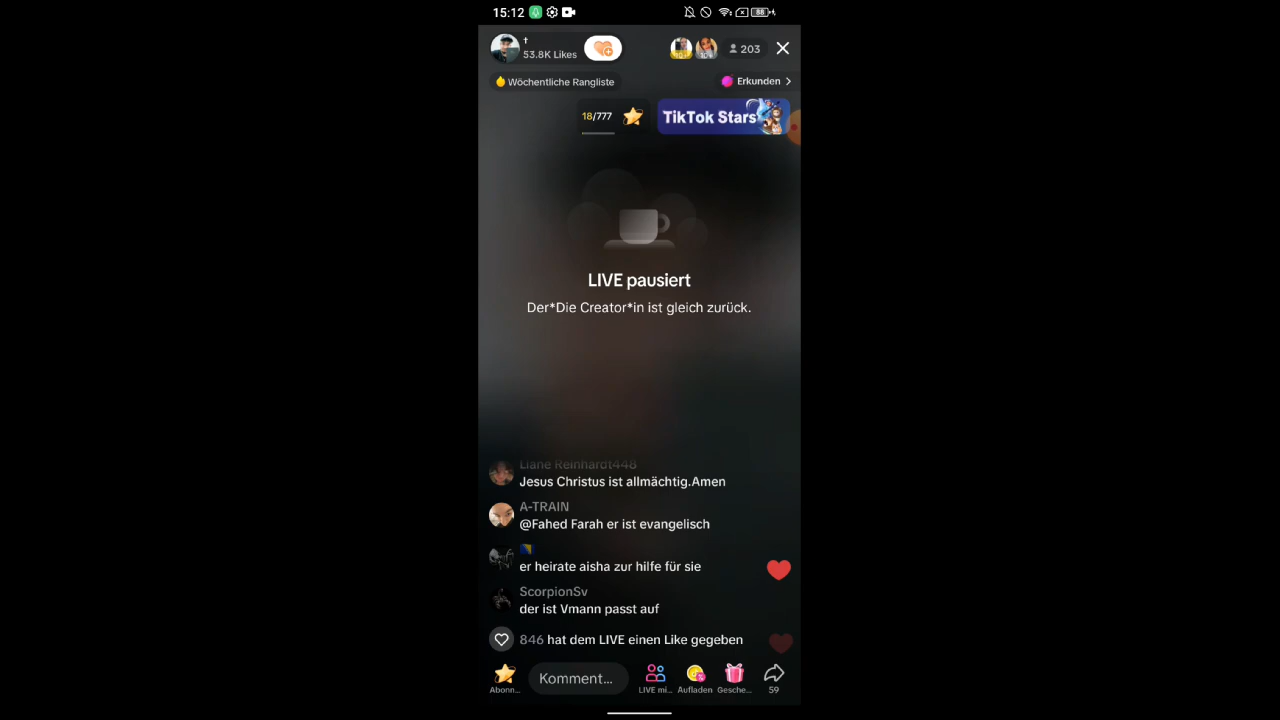 15:12
88
†
53.8K Likes
203
Wöchentliche Rangliste
Erkunden
18/777
TikTok Stars
LIVE pausiert
Der*Die Creator*in ist gleich zurück.
Liane Reinhardt448
Jesus Christus ist allmächtig.Amen
A-TRAIN
@Fahed Farah er ist evangelisch
er heirate aisha zur hilfe für sie
ScorpionSv
der ist Vmann passt auf
846 hat dem LIVE einen Like gegeben
Komment...
Abonn...
LIVE mi...
Aufladen
Gesche...
59